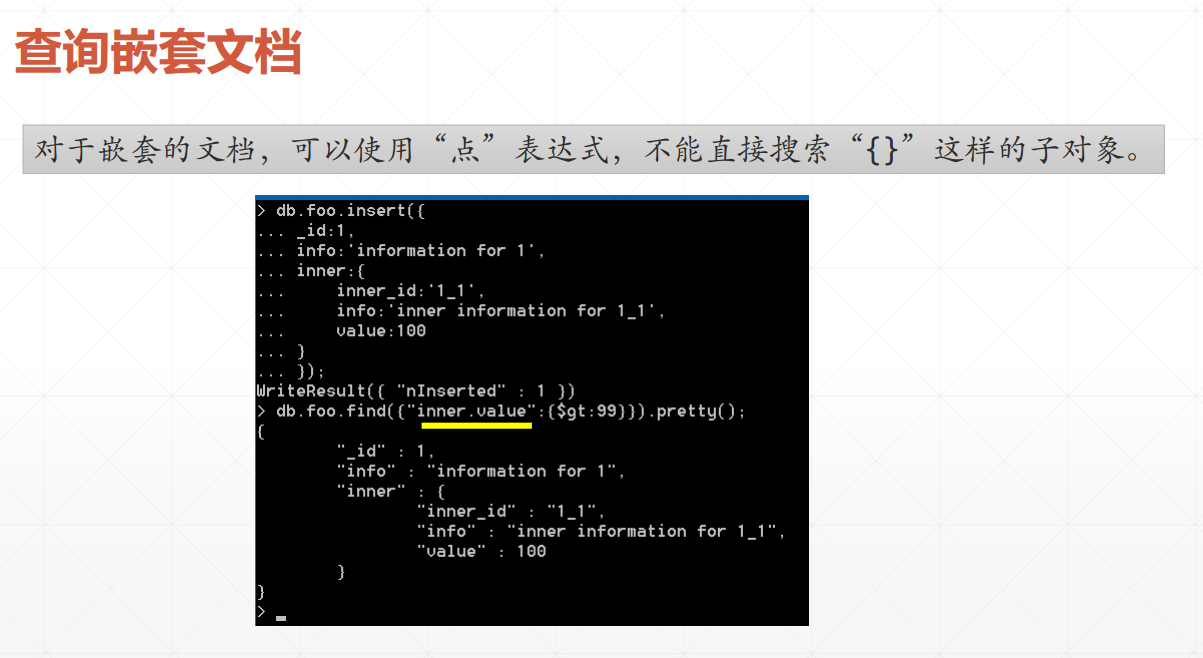 查询嵌套文档
对于嵌套的文档，可以使用“点”表达式，不能直接搜索“{}”这样的子对象。
> db.foo.insert({
... _id:1,
... info:'information for 1',
... inner:{
...     inner_id:'1_1',
...     info:'inner information for 1_1',
...     value:100
... }
... });
WriteResult({ "nInserted" : 1 })
> db.foo.find({"inner.value":{$gt:99}}).pretty();
{
        "_id" : 1,
        "info" : "information for 1",
        "inner" : {
                "inner_id" : "1_1",
                "info" : "inner information for 1_1",
                "value" : 100
        }
}
> _